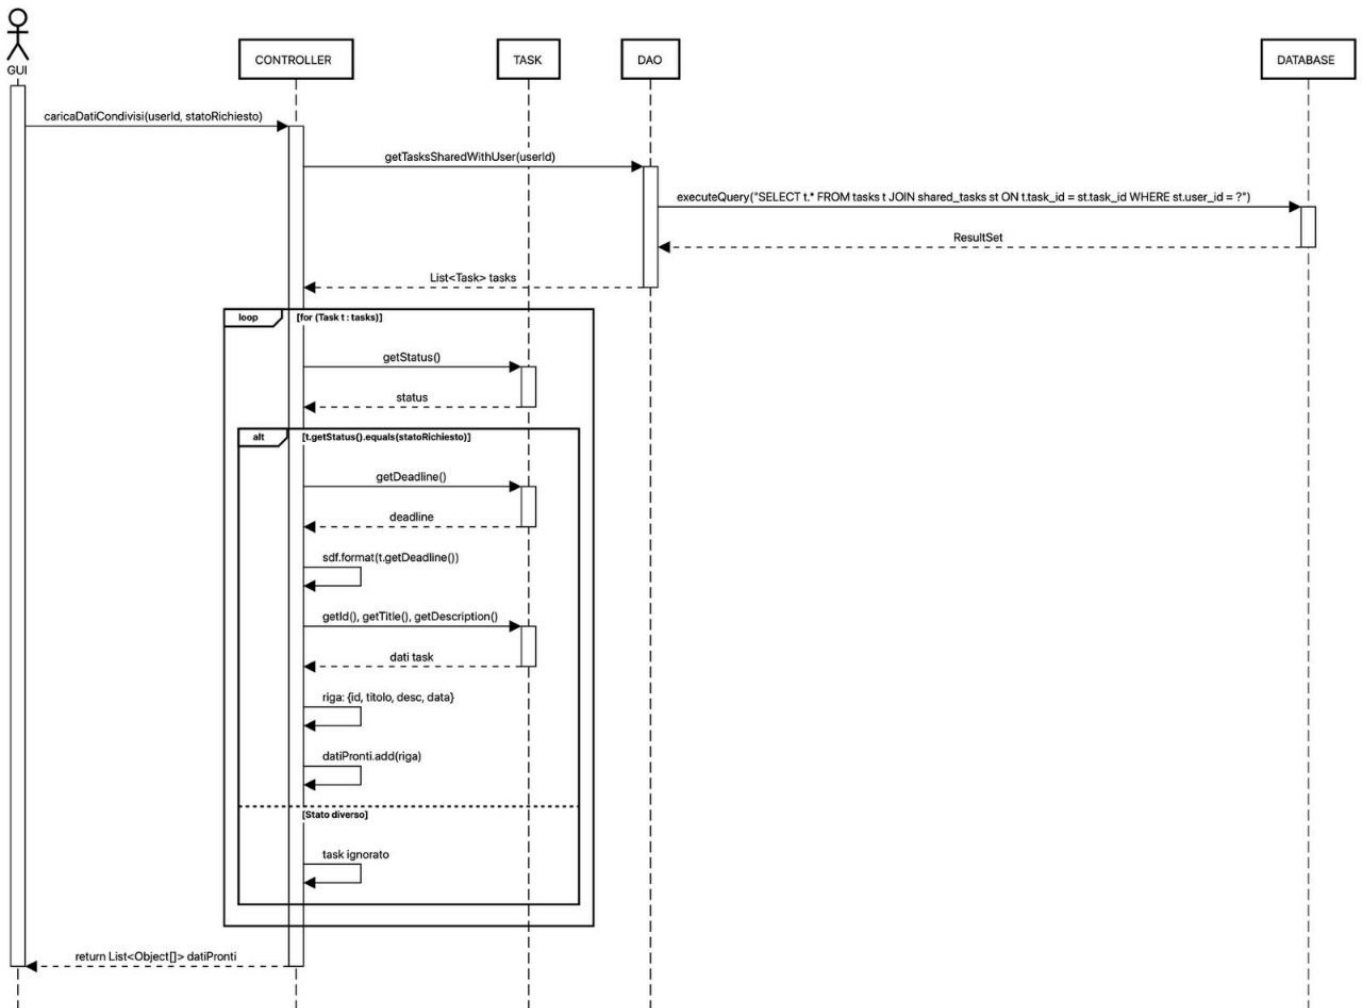 GUI
CONTROLLER
TASK
DAO
DATABASE
caricaDatiCondivisi(userId, statoRichiesto)
getTasksSharedWithUser(userId)
executeQuery("SELECT t.* FROM tasks t JOIN shared_tasks st ON t.task_id = st.task_id WHERE st.user_id = ?")
ResultSet
List<Task> tasks
loop
[for (Task t : tasks)]
getStatus()
status
alt
[t.getStatus().equals(statoRichiesto)]
getDeadline()
deadline
sdf.format(t.getDeadline())
getId(), getTitle(), getDescription()
dati task
riga: {id, titolo, desc, data}
datiPronti.add(riga)
[Stato diverso]
task ignorato
return List<Object[]> datiPronti